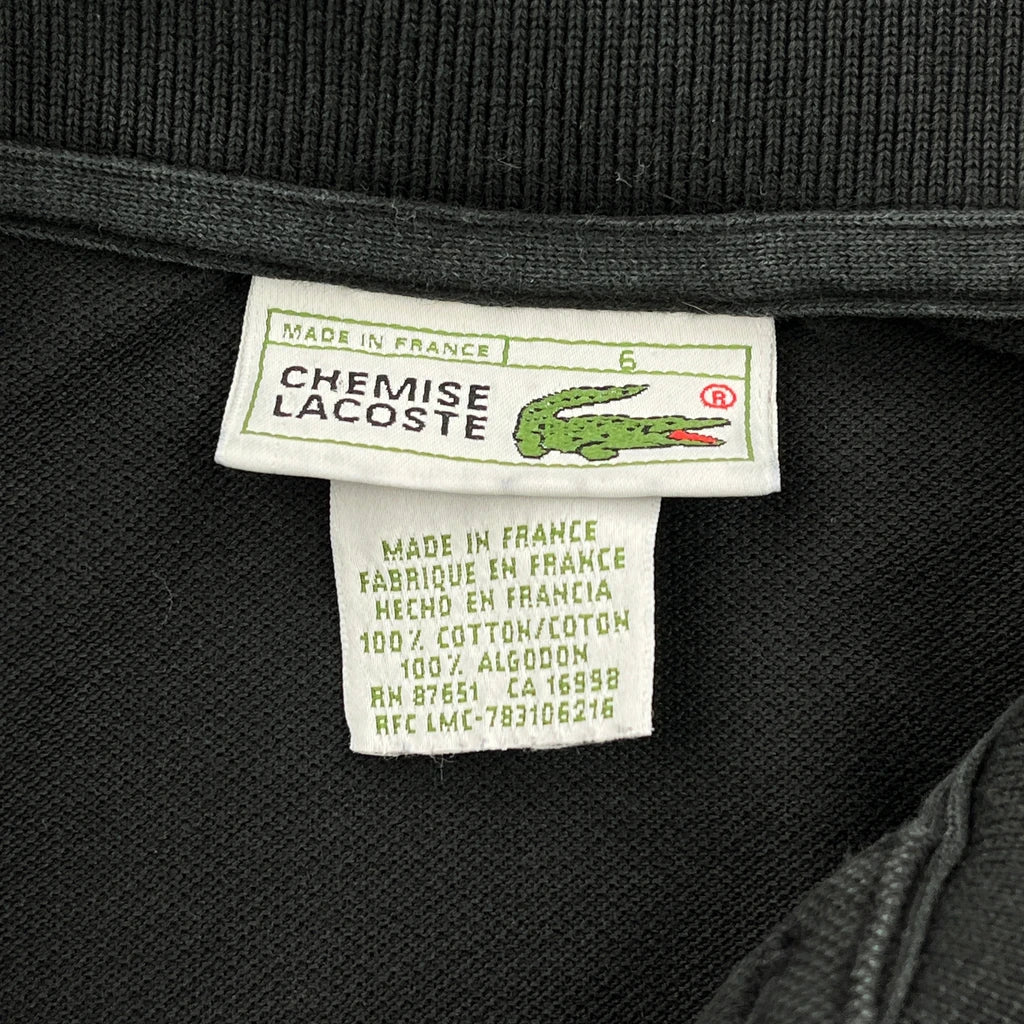 MADE IN FRANCE 6
CHEMISE
LACOSTE
®
MADE IN FRANCE
FABRIQUE EN FRANCE
HECHO EN FRANCIA
100% COTTON/COTON
100% ALGODON
RN 87651 CA 16998
RFC LMC-783106216